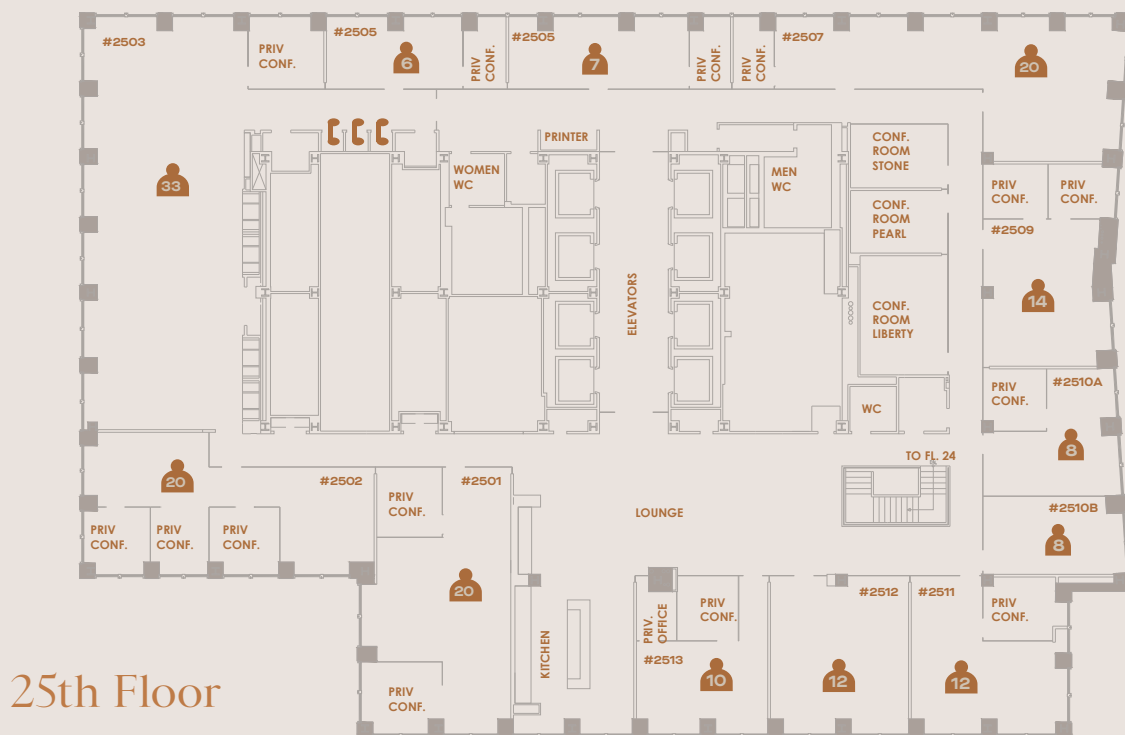 #2503
PRIV
CONF.
#2505
6
PRIV
CONF.
#2505
7
PRIV
CONF.
PRIV
CONF.
#2507
20
PRINTER
WOMEN
WC
MEN
WC
CONF.
ROOM
STONE
33
PRIV
CONF.
PRIV
CONF.
CONF.
ROOM
PEARL
#2509
ELEVATORS
14
CONF.
ROOM
LIBERTY
#2510A
PRIV
CONF.
WC
8
TO FL. 24
20
#2502
#2501
PRIV
CONF.
LOUNGE
#2510B
PRIV
CONF.
PRIV
CONF.
PRIV
CONF.
8
20
#2512
#2511
PRIV
CONF.
PRIV.
OFFICE
PRIV
CONF.
KITCHEN
#2513
10
12
12
PRIV
CONF.
25th Floor